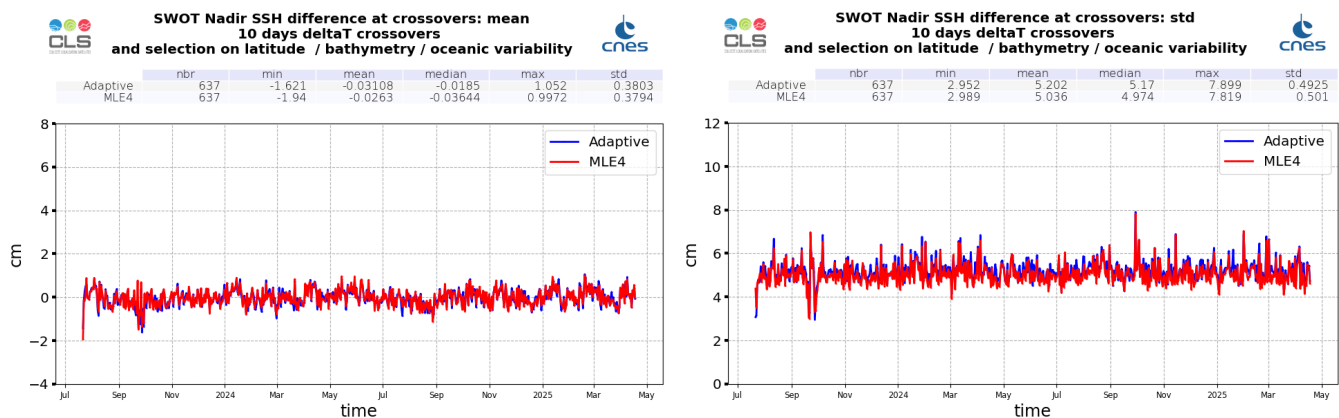 CLS
SWOT Nadir SSH difference at crossovers: mean
10 days deltaT crossovers
and selection on latitude / bathymetry / oceanic variability
cnes
nbr min mean median max std
Adaptive 637 -1.621 -0.03108 -0.0185 1.052 0.3803
MLE4 637 -1.94 -0.0263 -0.03644 0.9972 0.3794
8
6
4
2
0
−2
−4
cm
Adaptive
MLE4
Jul Sep Nov 2024 Mar May Jul Sep Nov 2025 Mar May
time
CLS
SWOT Nadir SSH difference at crossovers: std
10 days deltaT crossovers
and selection on latitude / bathymetry / oceanic variability
cnes
nbr min mean median max std
Adaptive 637 2.952 5.202 5.17 7.899 0.4925
MLE4 637 2.989 5.036 4.974 7.819 0.501
12
10
8
6
4
2
0
cm
Adaptive
MLE4
Jul Sep Nov 2024 Mar May Jul Sep Nov 2025 Mar May
time